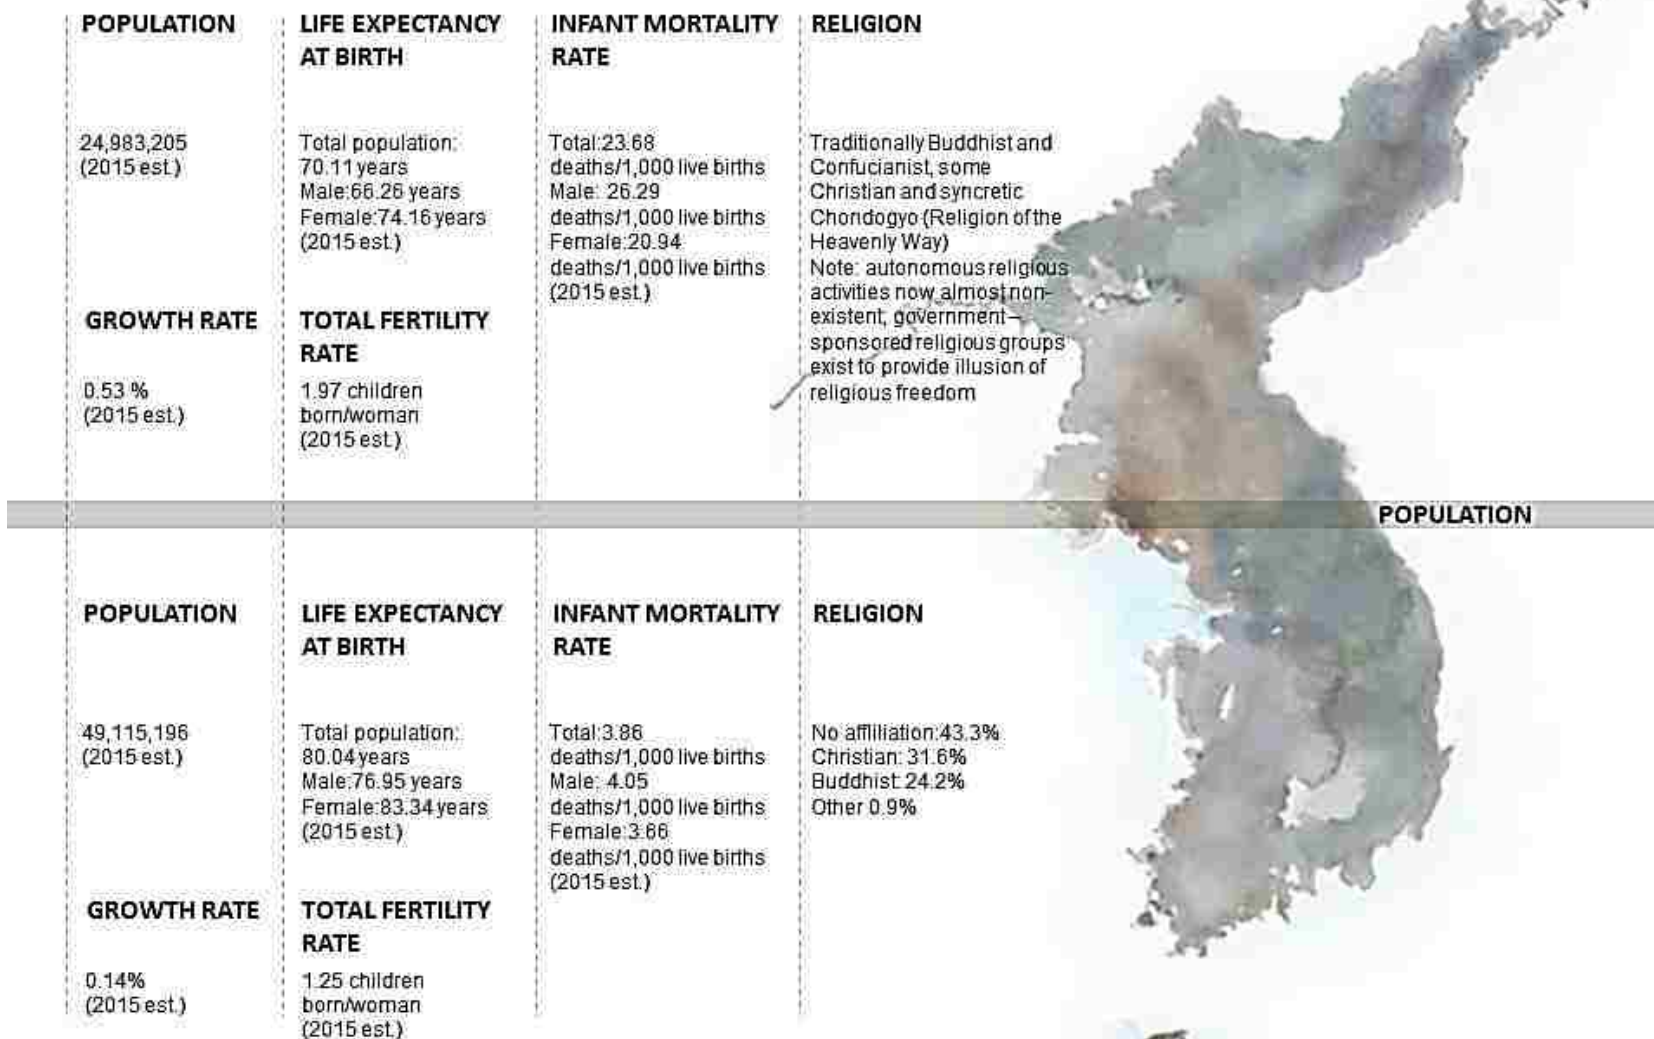 POPULATION
24,983,205
(2015 est.)
GROWTH RATE
0.53 %
(2015 est.)
LIFE EXPECTANCY
AT BIRTH
Total population:
70.11 years
Male:66.26 years
Female:74.16 years
(2015 est.)
TOTAL FERTILITY
RATE
1.97 children
born/woman
(2015 est.)
INFANT MORTALITY
RATE
Total:23.68
deaths/1,000 live births
Male: 26.29
deaths/1,000 live births
Female:20.94
deaths/1,000 live births
(2015 est.)
RELIGION
Traditionally Buddhist and
Confucianist, some
Christian and syncretic
Chondogyo (Religion of the
Heavenly Way)
Note: autonomous religious
activities now almost non-
existent, government–
sponsored religious groups
exist to provide illusion of
religious freedom
POPULATION
POPULATION
49,115,196
(2015 est.)
GROWTH RATE
0.14%
(2015 est.)
LIFE EXPECTANCY
AT BIRTH
Total population:
80.04 years
Male:76.95 years
Female:83.34 years
(2015 est.)
TOTAL FERTILITY
RATE
1.25 children
born/woman
(2015 est.)
INFANT MORTALITY
RATE
Total:3.86
deaths/1,000 live births
Male: 4.05
deaths/1,000 live births
Female:3.66
deaths/1,000 live births
(2015 est.)
RELIGION
No affliliation:43.3%
Christian: 31.6%
Buddhist: 24.2%
Other 0.9%